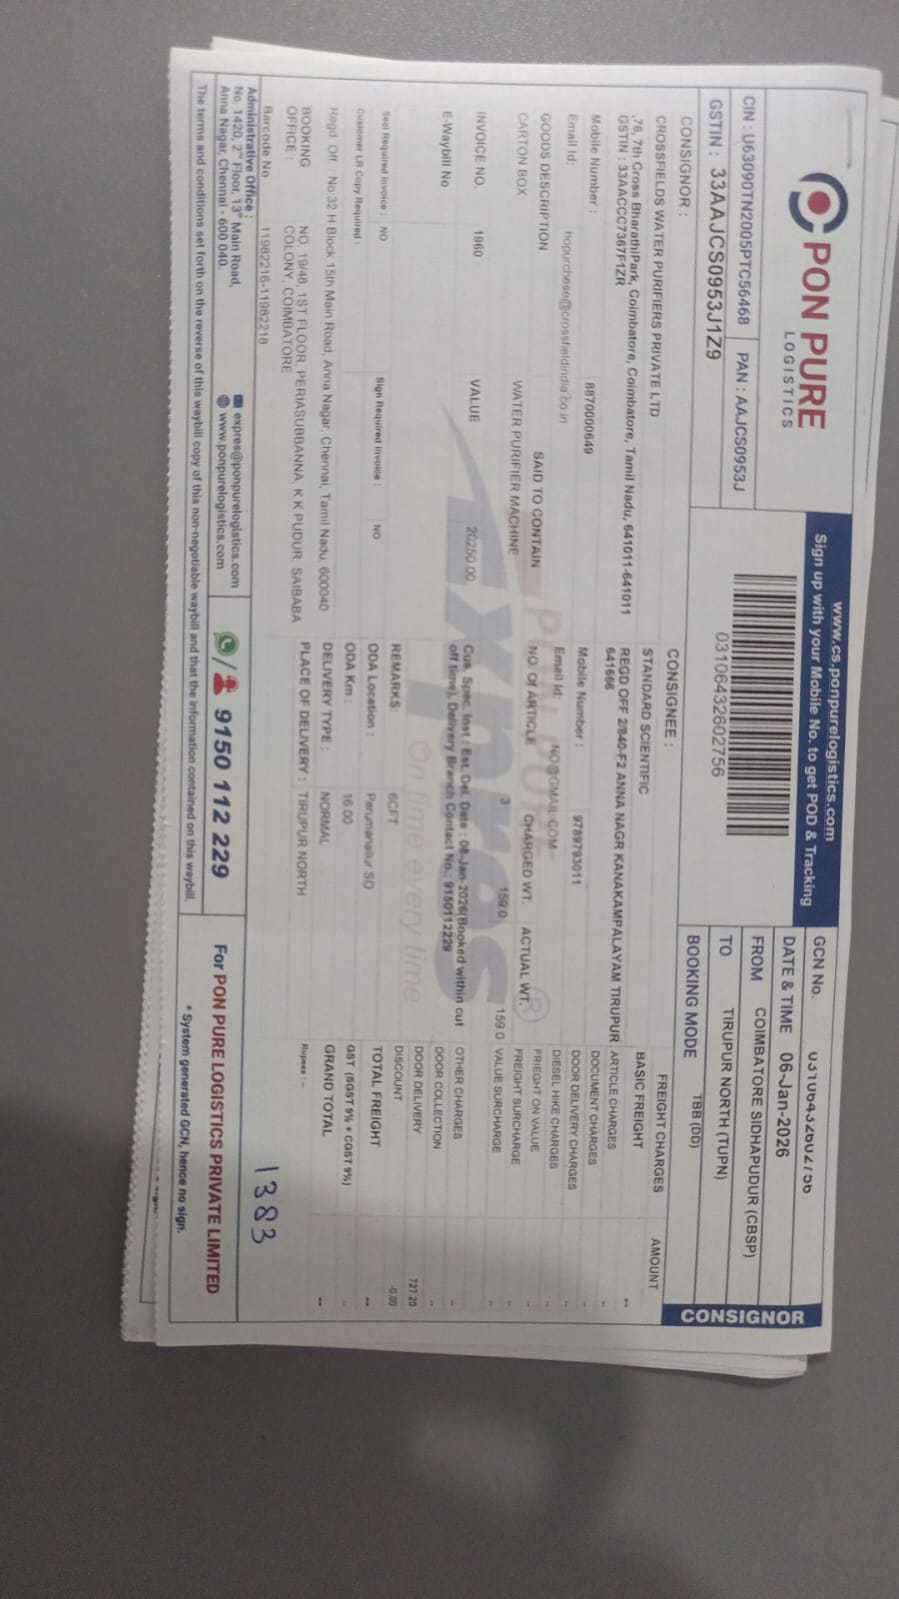 PON PURE
LOGISTICS
www.cs.ponpurelogistics.com
Sign up with your Mobile No. to get POD & Tracking
CIN : U63090TN2005PTC56468
PAN : AAJCS0953J
GSTIN : 33AAJCS0953J1Z9
03106432602756
GCN No. 03106432602756
DATE & TIME 06-Jan-2026
FROM COIMBATORE SIDHAPUDUR (CBSP)
TO TIRUPUR NORTH (TUPN)
BOOKING MODE TBB (DD)
CONSIGNOR
CONSIGNOR :
CROSSFIELDS WATER PURIFIERS PRIVATE LTD
,76, 7th Cross BharathiPark, Coimbatore, Coimbatore, Tamil Nadu, 641011-641011
GSTIN : 33AACCC7367F1ZR
Mobile Number : 8870000649
Email Id: hopurchese@crossfieldindia.co.in
GOODS DESCRIPTION SAID TO CONTAIN
CARTON BOX WATER PURIFIER MACHINE
INVOICE NO. 1960 VALUE 20250.00
E-Waybill No
Seal Required Invoice : NO Sign Required Invoice : NO
Customer LR Copy Required :
Regd Off No:32 H Block 15th Main Road, Anna Nagar, Chennai, Tamil Nadu, 600040
BOOKING OFFICE : NO. 19/48, 1ST FLOOR, PERIASUBBANNA, K K PUDUR, SAIBABA
COLONY, COIMBATORE
Barcode No 11982216-11982218
CONSIGNEE :
STANDARD SCIENTIFIC
REGD OFF 2/840-F2 ANNA NAGR KANAKAMPALAYAM TIRUPUR
641666
Mobile Number : 9789793011
Email Id: NO@GMAIL.COM
NO. Of ARTICLE CHARGED WT. ACTUAL WT.
3 159.0 159.0
Cus. Spec. Inst : Est. Del. Date : 08-Jan-2026(Booked within cut
off time), Delivery Branch Contact No.: 9150112229
REMARKS: 6CFT
ODA Location : Perumanallur SO
ODA Km : 16.00
DELIVERY TYPE : NORMAL
PLACE OF DELIVERY : TIRUPUR NORTH
PURE
Xpres
®
On time every time
FREIGHT CHARGES AMOUNT
BASIC FREIGHT --
ARTICLE CHARGES -
DOCUMENT CHARGES -
DOOR DELIVERY CHARGES -
DIESEL HIKE CHARGES -
FRIEGHT ON VALUE -
FREIGHT SURCHARGE -
VALUE SURCHARGE -
OTHER CHARGES -
DOOR COLLECTION -
DOOR DELIVERY 727.20
DISCOUNT -0.00
TOTAL FREIGHT --
GST (SGST 9% + CGST 9%) -
GRAND TOTAL --
Rupees : --
1383
Administrative Office :
No. 1420, 2nd Floor, 13th Main Road,
Anna Nagar, Chennai - 600 040.
expres@ponpurelogistics.com
www.ponpurelogistics.com
/ 9150 112 229
For PON PURE LOGISTICS PRIVATE LIMITED
The terms and conditions set forth on the reverse of this waybill copy of this non-negotiable waybill and that the information contained on this waybill.
* System generated GCN, hence no sign.